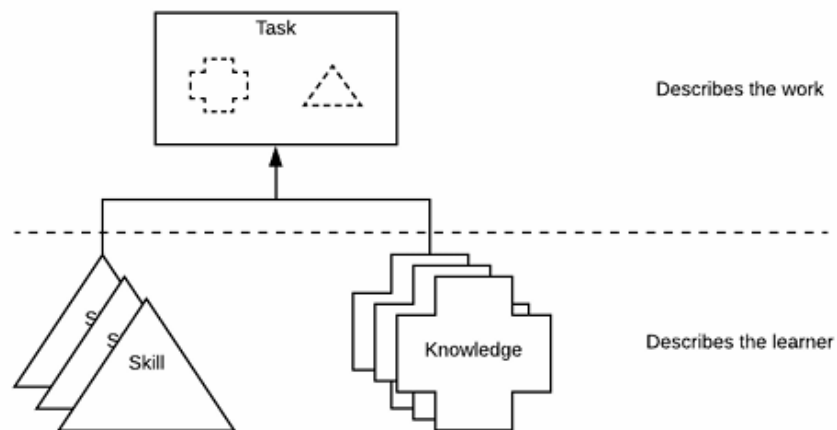 Task
Describes the work
S
S
Skill
Knowledge
Describes the learner